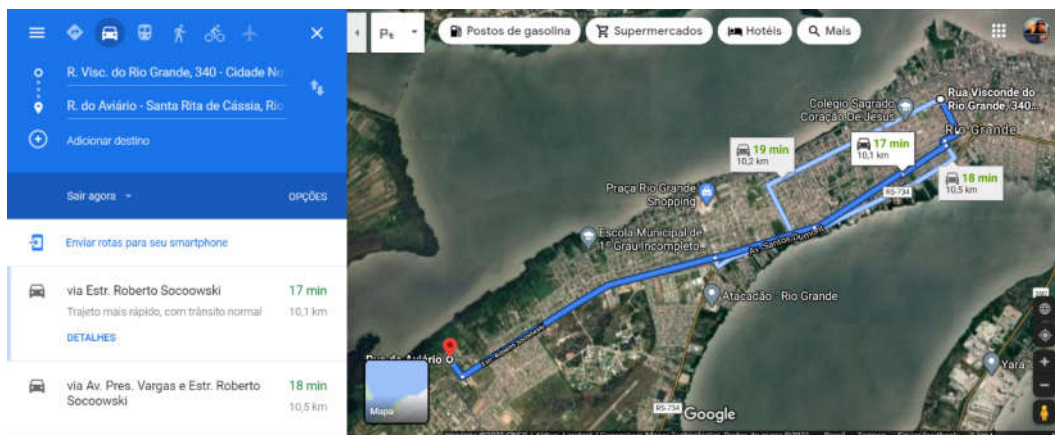 R. Visc. do Rio Grande, 340 - Cidade No
R. do Aviário - Santa Rita de Cássia, Rio
Adicionar destino
Sair agora
OPÇÕES
Enviar rotas para seu smartphone
via Estr. Roberto Socoowski
17 min
Trajeto mais rápido, com trânsito normal
10,1 km
DETALHES
via Av. Pres. Vargas e Estr. Roberto
Socoowski
18 min
10,5 km
Postos de gasolina
Supermercados
Hotéis
Mais
Rua Visconde do
Rio Grande, 340...
Colégio Sagrado
Coração De Jesus
Rio Grande
19 min
10,2 km
17 min
10,1 km
18 min
10,5 km
RS-734
Praça Rio Grande
Shopping
Escola Municipal de
1º Grau Incompleto...
Av. Santos Dumont
Atacadão - Rio Grande
Estr. Roberto Socoowski
Rua do Aviário
Yara
Mapa
RS-734
Google